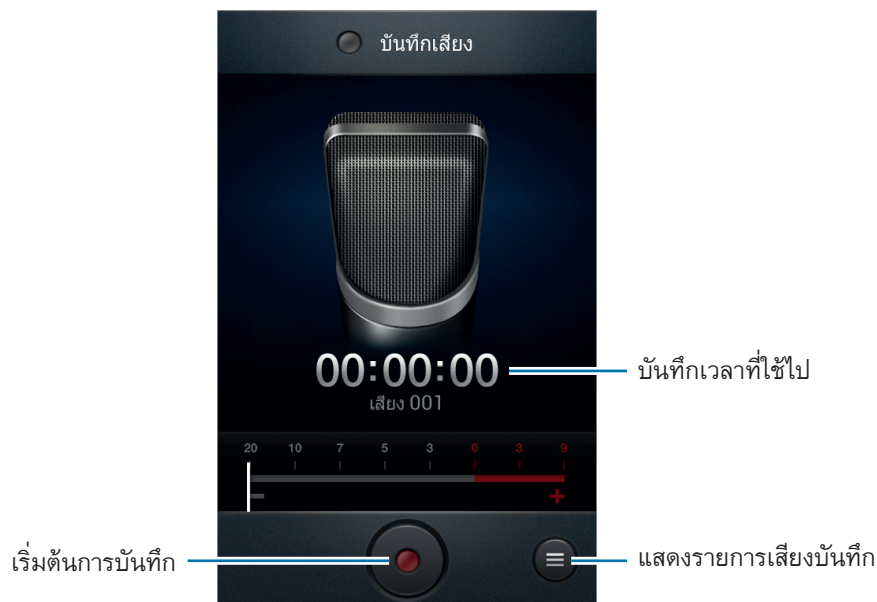 บันทึกเสียง
00:00:00
บันทึกเวลาที่ใช้ไป
เสียง 001
20 10 7 5 3 0 3 9
− +
เริ่มต้นการบันทึก
แสดงรายการเสียงบันทึก